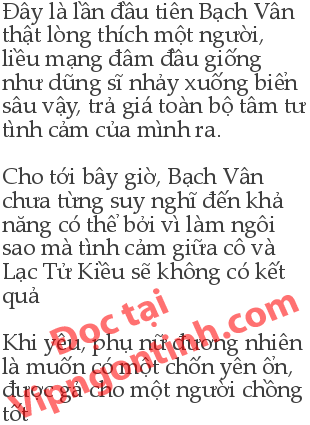 Đây là lần đầu tiên Bạch Vân
thật lòng thích một người,
liều mạng đâm đầu giống
như dũng sĩ nhảy xuống biển
sâu vậy, trả giá toàn bộ tâm tư
tình cảm của mình ra.
Cho tới bây giờ, Bạch Vân
chưa từng suy nghĩ đến khả
năng có thể bởi vì làm ngôi
sao mà tình cảm giữa cô và
Lạc Tử Kiều sẽ không có kết
quả
Khi yêu, phụ nữ đương nhiên
là muốn có một chốn yên ổn,
được gả cho một người chồng
tốt
Đọc tại
Vipngontinh.com